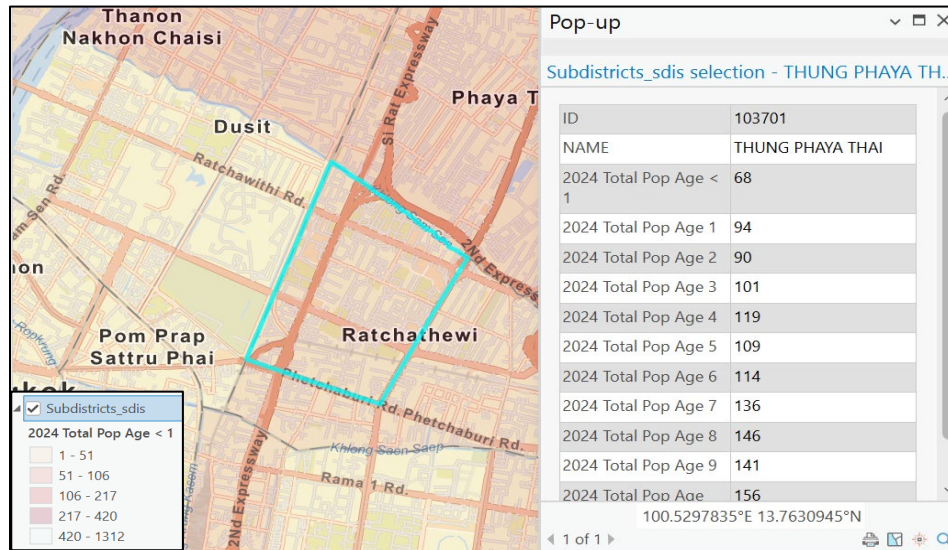 Thanon
Nakhon Chaisi
Si Rat Expressway
Phaya T
Dusit
Ratchawithi Rd.
am Sen Rd.
Khlong Sam Sen
2Nd Expressway
non
Ropkrung
Pom Prap
Sattru Phai
Ratchathewi
Phetchaburi Rd. Phetchaburi Rd.
Khlong Saen Saep
Rama 1 Rd.
2Nd Expressway
Kasem
Subdistricts_sdis
2024 Total Pop Age < 1
1 - 51
51 - 106
106 - 217
217 - 420
420 - 1312
Pop-up
Subdistricts_sdis selection - THUNG PHAYA TH...
ID 103701
NAME THUNG PHAYA THAI
2024 Total Pop Age < 68
1
2024 Total Pop Age 1 94
2024 Total Pop Age 2 90
2024 Total Pop Age 3 101
2024 Total Pop Age 4 119
2024 Total Pop Age 5 109
2024 Total Pop Age 6 114
2024 Total Pop Age 7 136
2024 Total Pop Age 8 146
2024 Total Pop Age 9 141
2024 Total Pop Age 156
100.5297835°E 13.7630945°N
1 of 1